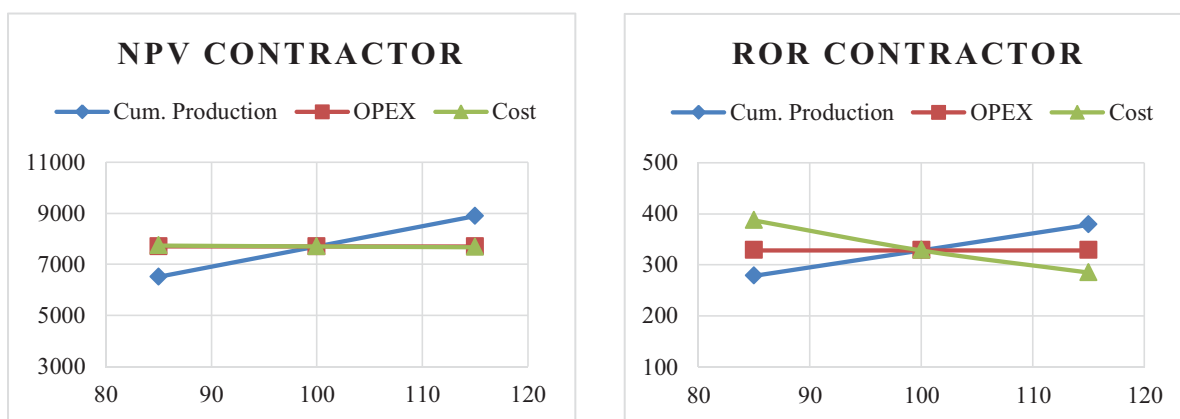 NPV CONTRACTOR
Cum. Production OPEX Cost
11000
9000
7000
5000
3000
80 90 100 110 120
ROR CONTRACTOR
Cum. Production OPEX Cost
500
400
300
200
100
80 90 100 110 120